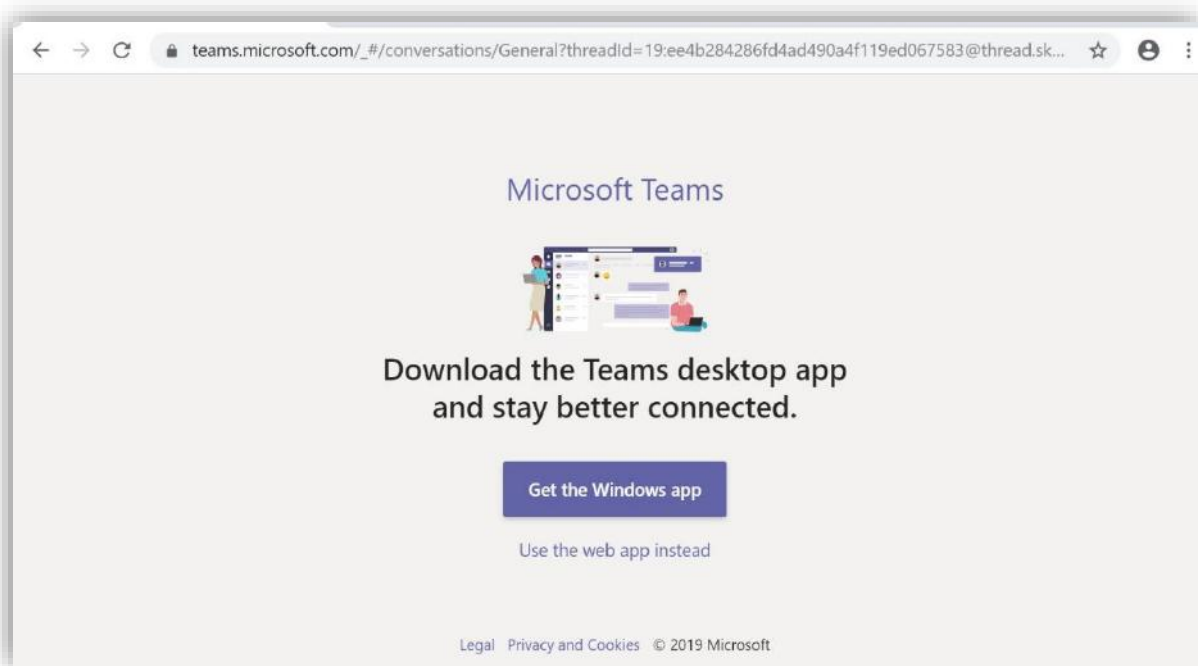 teams.microsoft.com/_#/conversations/General?threadId=19:ee4b284286fd4ad490a4f119ed067583@thread.sk...
Microsoft Teams
Download the Teams desktop app
and stay better connected.
Get the Windows app
Use the web app instead
Legal Privacy and Cookies © 2019 Microsoft